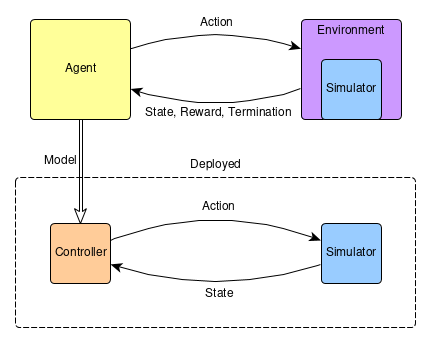 Action
Agent
Environment
Simulator
State, Reward, Termination
Model
Deployed
Action
Controller
Simulator
State